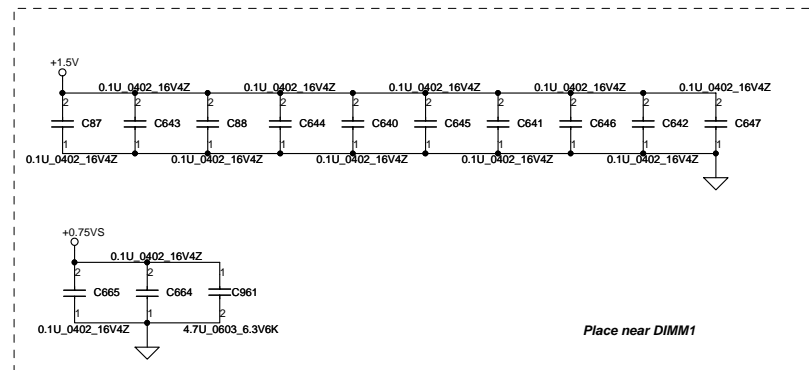 +1.5V
0.1U_0402_16V4Z 0.1U_0402_16V4Z 0.1U_0402_16V4Z 0.1U_0402_16V4Z
2 2 2 2 2 2 2 2 2 2
C87 C643 C88 C644 C640 C645 C641 C646 C642 C647
1 1 1 1 1 1 1 1 1 1
0.1U_0402_16V4Z 0.1U_0402_16V4Z 0.1U_0402_16V4Z 0.1U_0402_16V4Z 0.1U_0402_16V4Z
+0.75VS
0.1U_0402_16V4Z
2 2 1
C665 C664 C961
1 1 2
0.1U_0402_16V4Z 4.7U_0603_6.3V6K
Place near DIMM1